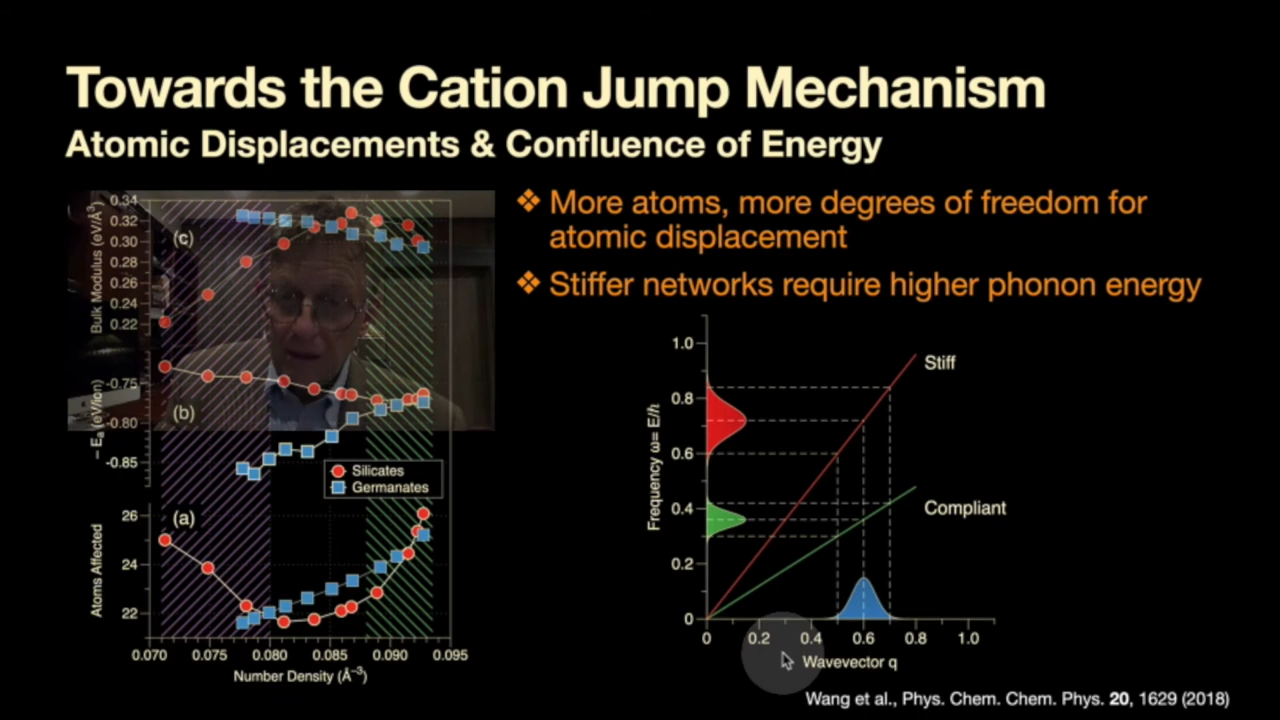 Towards the Cation Jump Mechanism
Atomic Displacements & Confluence of Energy
❖ More atoms, more degrees of freedom for
atomic displacement
❖ Stiffer networks require higher phonon energy
Bulk Modulus (eV/Å³)
0.34
0.32
0.30
0.28
0.26
0.24
0.22
(c)
– Eₐ (eV/ion)
-0.75
-0.80
-0.85
(b)
Silicates
Germanates
Atoms Affected
26
24
22
(a)
0.070 0.075 0.080 0.085 0.090 0.095
Number Density (Å⁻³)
Frequency ω= E/ℏ
1.0
0.8
0.6
0.4
0.2
0
Stiff
Compliant
0 0.2 0.4 0.6 0.8 1.0
Wavevector q
Wang et al., Phys. Chem. Chem. Phys. 20, 1629 (2018)